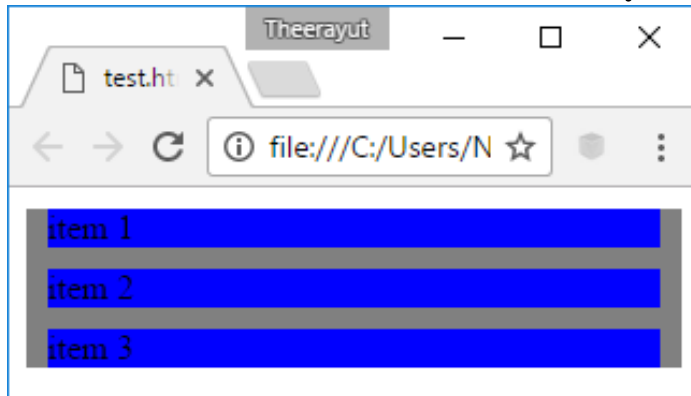 Theerayut
test.ht
file:///C:/Users/N
item 1
item 2
item 3